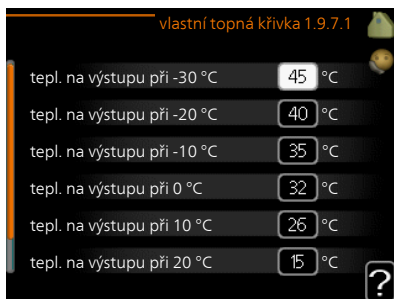 vlastní topná křivka 1.9.7.1
tepl. na výstupu při -30 °C 45 °C
tepl. na výstupu při -20 °C 40 °C
tepl. na výstupu při -10 °C 35 °C
tepl. na výstupu při 0 °C 32 °C
tepl. na výstupu při 10 °C 26 °C
tepl. na výstupu při 20 °C 15 °C
?